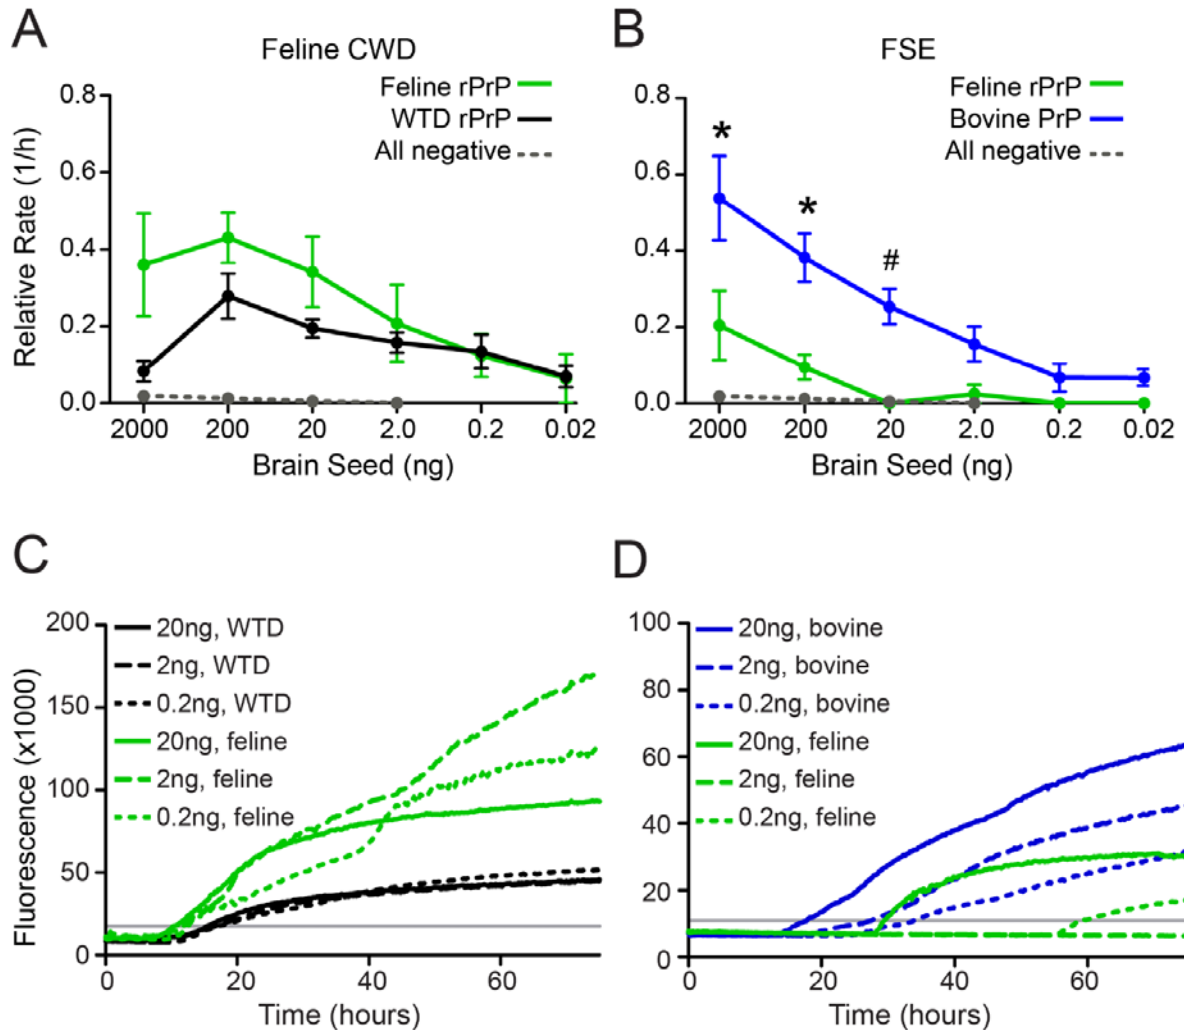 A
Feline CWD
Feline rPrP
WTD rPrP
All negative
Relative Rate (1/h)
0.8
0.6
0.4
0.2
0.0
2000 200 20 2.0 0.2 0.02
Brain Seed (ng)
B
FSE
Feline rPrP
Bovine PrP
All negative
0.8
0.6
0.4
0.2
0.0
*
*
#
2000 200 20 2.0 0.2 0.02
Brain Seed (ng)
C
Fluorescence (x1000)
200
150
100
50
0
20ng, WTD
2ng, WTD
0.2ng, WTD
20ng, feline
2ng, feline
0.2ng, feline
0 20 40 60
Time (hours)
D
100
80
60
40
20
0
20ng, bovine
2ng, bovine
0.2ng, bovine
20ng, feline
2ng, feline
0.2ng, feline
0 20 40 60
Time (hours)